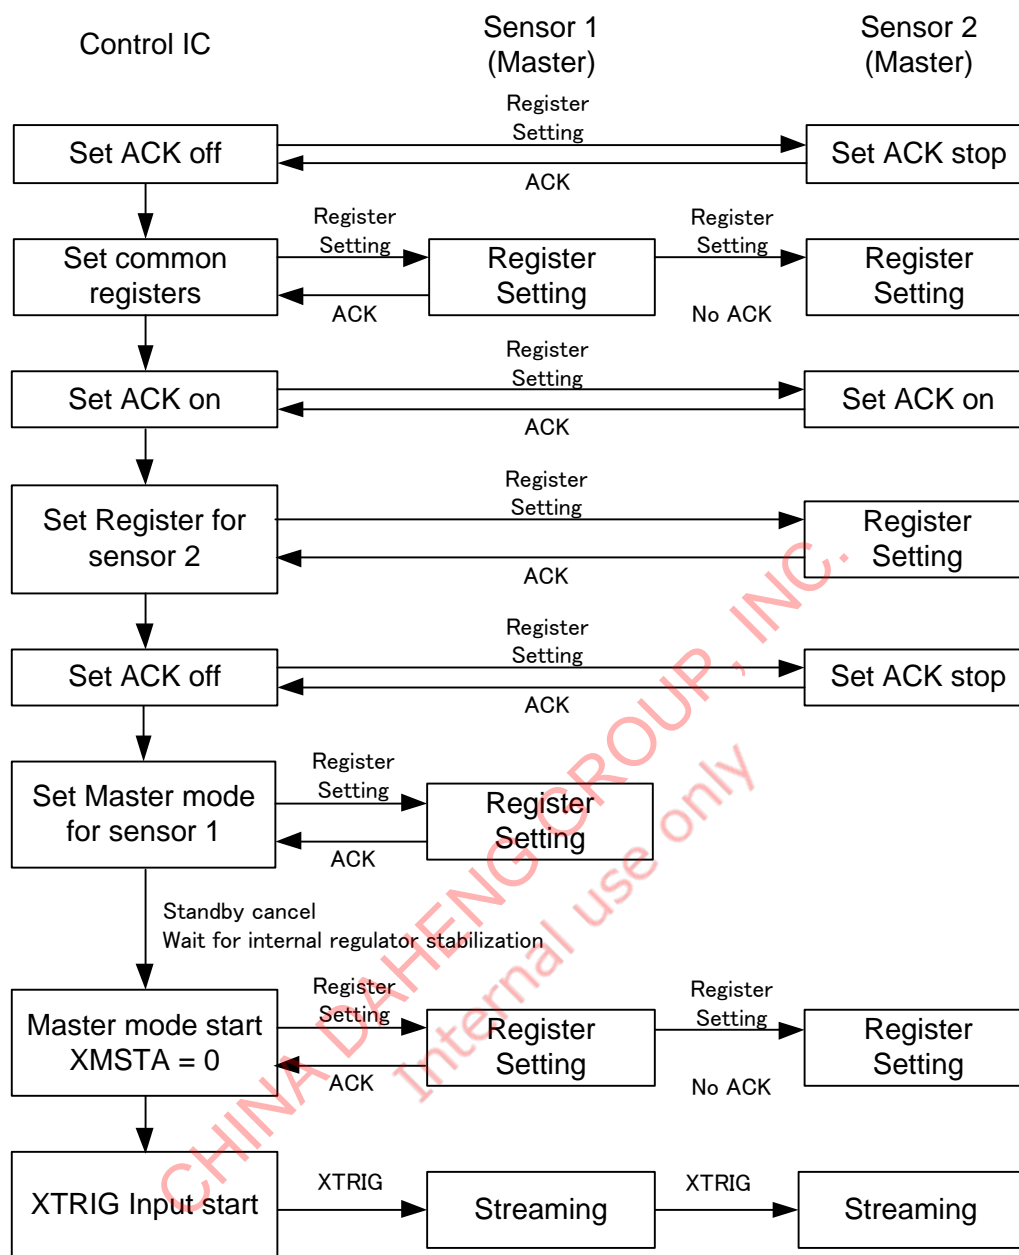 Control IC
Sensor 1
(Master)
Sensor 2
(Master)
Register
Setting
Set ACK off
Set ACK stop
ACK
Register
Setting
Register
Setting
Set common
registers
Register
Setting
Register
Setting
ACK
No ACK
Register
Setting
Set ACK on
Set ACK on
ACK
Register
Setting
Set Register for
sensor 2
Register
Setting
ACK
Register
Setting
Set ACK off
Set ACK stop
ACK
Register
Setting
Set Master mode
for sensor 1
Register
Setting
ACK
Standby cancel
Wait for internal regulator stabilization
Register
Setting
Register
Setting
Master mode start
XMSTA = 0
Register
Setting
Register
Setting
ACK
No ACK
XTRIG Input start
XTRIG
Streaming
XTRIG
Streaming
CHINA DAHENG GROUP, INC.
Internal use only